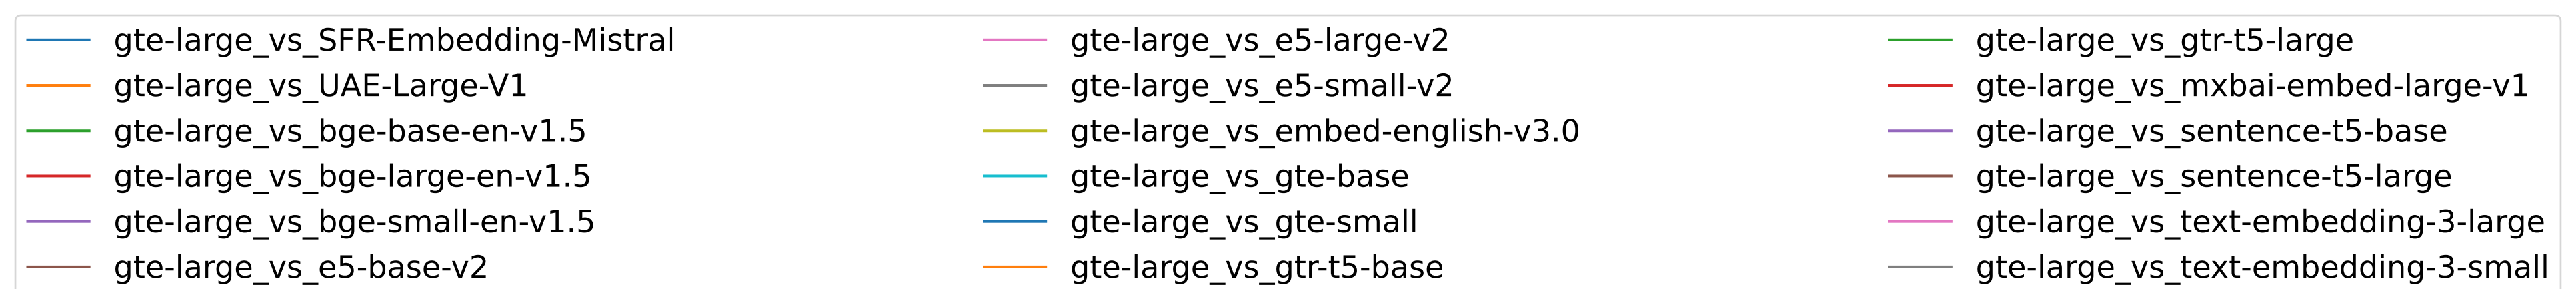 gte-large_vs_SFR-Embedding-Mistral
gte-large_vs_UAE-Large-V1
gte-large_vs_bge-base-en-v1.5
gte-large_vs_bge-large-en-v1.5
gte-large_vs_bge-small-en-v1.5
gte-large_vs_e5-base-v2
gte-large_vs_e5-large-v2
gte-large_vs_e5-small-v2
gte-large_vs_embed-english-v3.0
gte-large_vs_gte-base
gte-large_vs_gte-small
gte-large_vs_gtr-t5-base
gte-large_vs_gtr-t5-large
gte-large_vs_mxbai-embed-large-v1
gte-large_vs_sentence-t5-base
gte-large_vs_sentence-t5-large
gte-large_vs_text-embedding-3-large
gte-large_vs_text-embedding-3-small